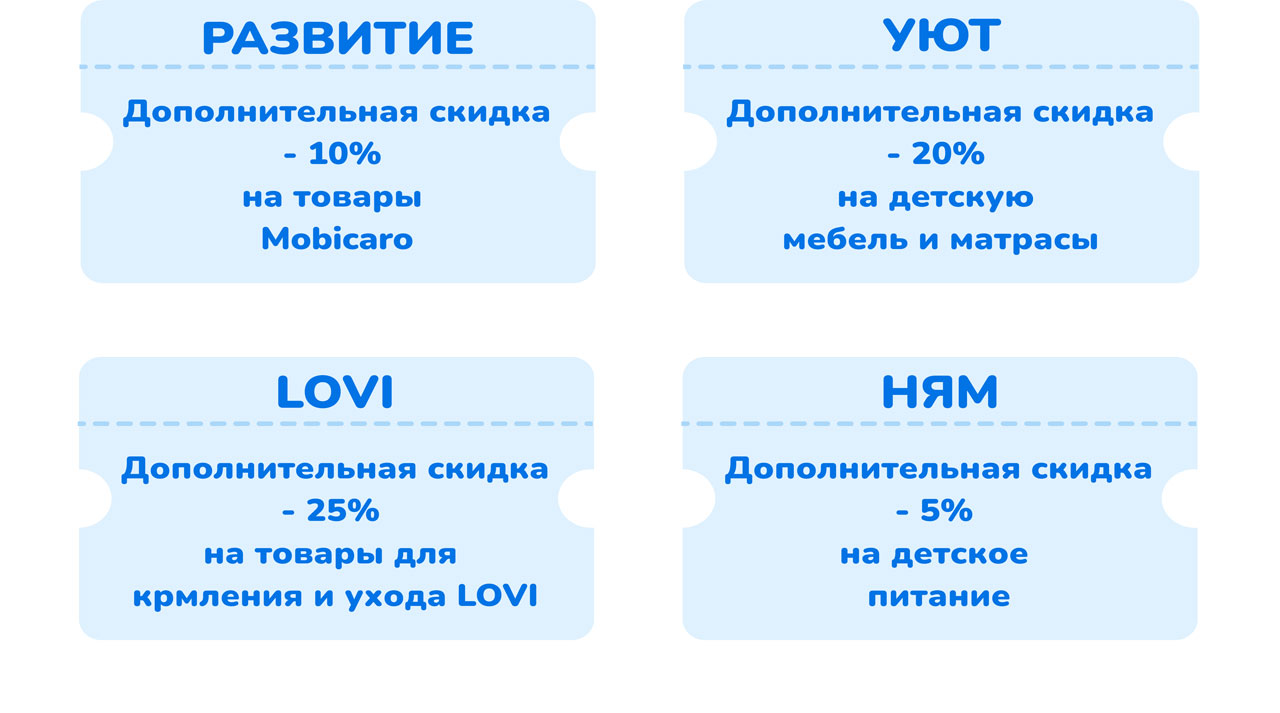 РАЗВИТИЕ
Дополнительная скидка
- 10%
на товары
Mobicaro
УЮТ
Дополнительная скидка
- 20%
на детскую
мебель и матрасы
LOVI
Дополнительная скидка
- 25%
на товары для
крмления и ухода LOVI
НЯМ
Дополнительная скидка
- 5%
на детское
питание